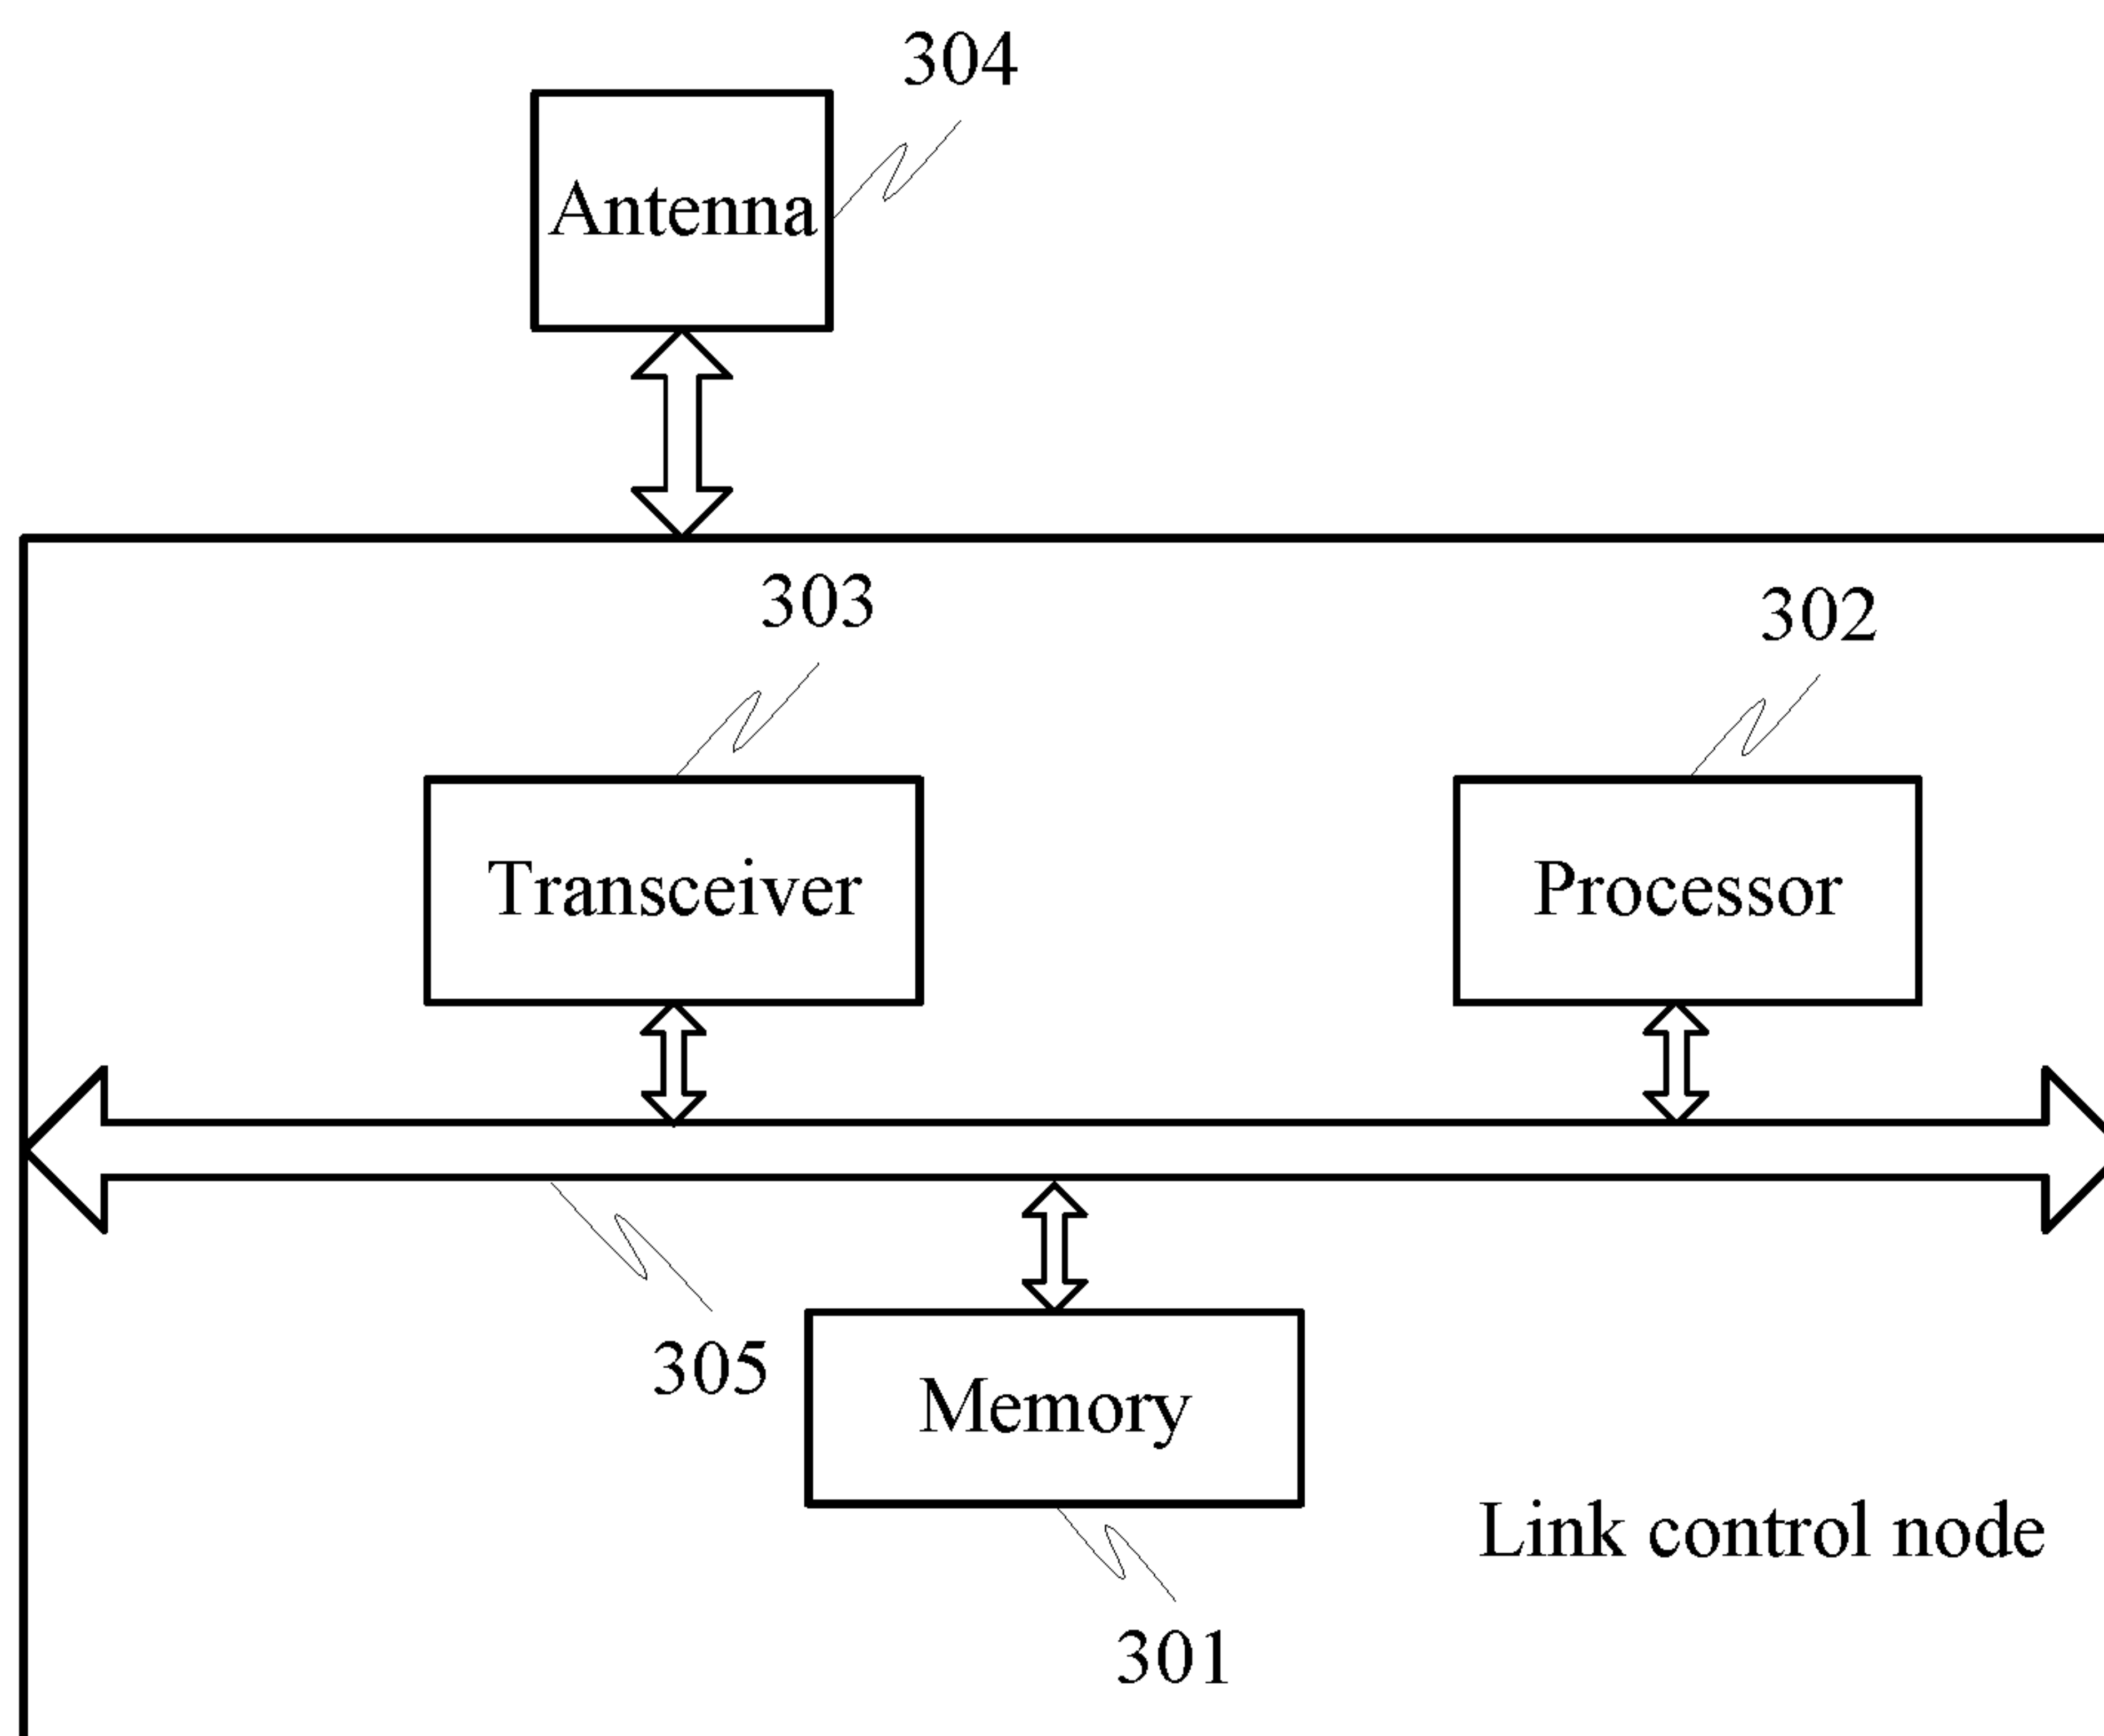 304
Antenna
303
302
Transceiver
Processor
305
Memory
Link control node
301